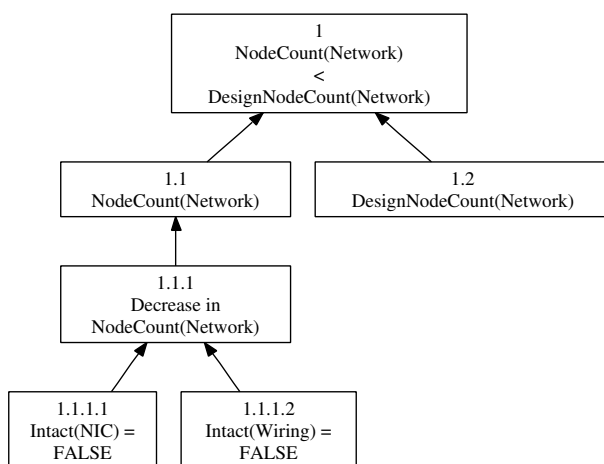 1
NodeCount(Network)
<
DesignNodeCount(Network)
1.1
NodeCount(Network)
1.2
DesignNodeCount(Network)
1.1.1
Decrease in
NodeCount(Network)
1.1.1.1
Intact(NIC) =
FALSE
1.1.1.2
Intact(Wiring) =
FALSE